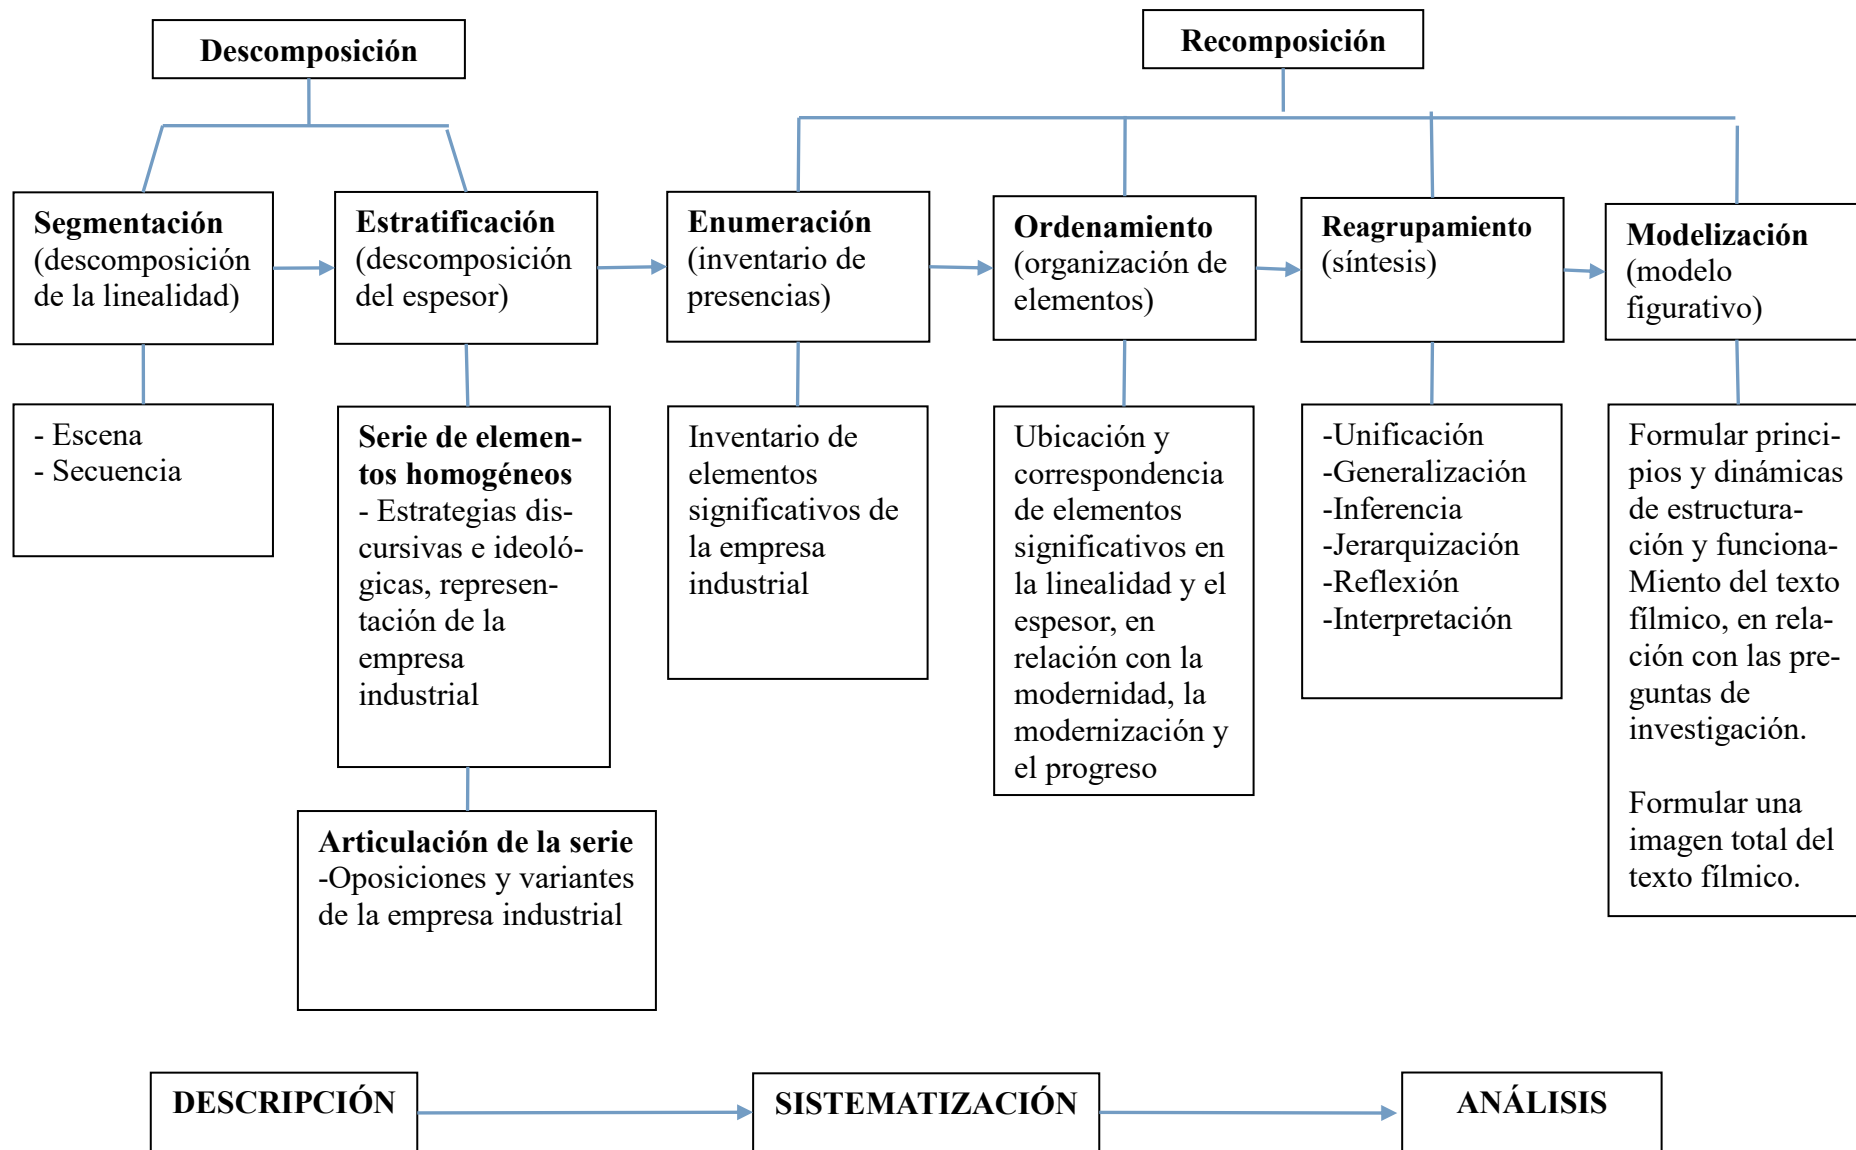 Descomposición
Recomposición
Segmentación
(descomposición
de la linealidad)
Estratificación
(descomposición
del espesor)
Enumeración
(inventario de
presencias)
Ordenamiento
(organización de
elementos)
Reagrupamiento
(síntesis)
Modelización
(modelo
figurativo)
- Escena
- Secuencia
Serie de elemen-
tos homogéneos
- Estrategias dis-
cursivas e ideoló-
gicas, represen-
tación de la
empresa
industrial
Inventario de
elementos
significativos de
la empresa
industrial
Ubicación y
correspondencia
de elementos
significativos en
la linealidad y el
espesor, en
relación con la
modernidad, la
modernización y
el progreso
-Unificación
-Generalización
-Inferencia
-Jerarquización
-Reflexión
-Interpretación
Formular princi-
pios y dinámicas
de estructura-
ción y funciona-
Miento del texto
fílmico, en rela-
ción con las pre-
guntas de
investigación.
Formular una
imagen total del
texto fílmico.
Articulación de la serie
-Oposiciones y variantes
de la empresa industrial
DESCRIPCIÓN
SISTEMATIZACIÓN
ANÁLISIS